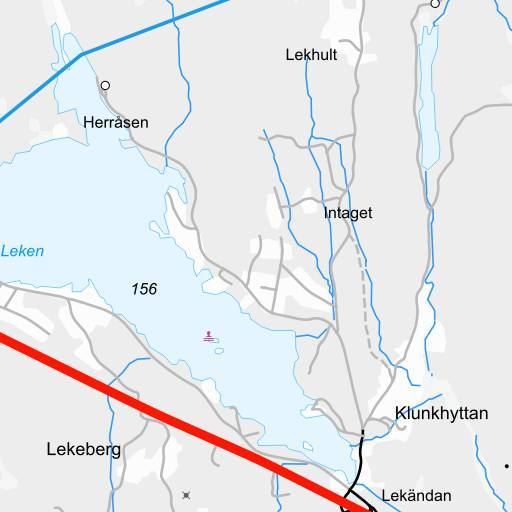 Lekhult
Herråsen
Intaget
Leken
156
Klunkhyttan
Lekeberg
Lekändan